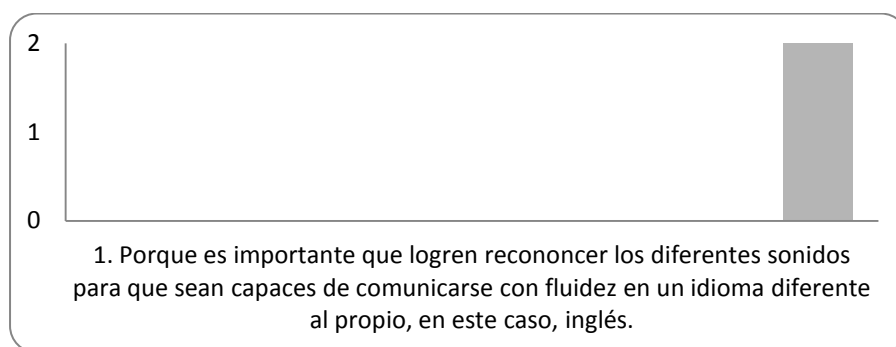 2
1
0
1. Porque es importante que logren recononcer los diferentes sonidos
para que sean capaces de comunicarse con fluidez en un idioma diferente
al propio, en este caso, inglés.